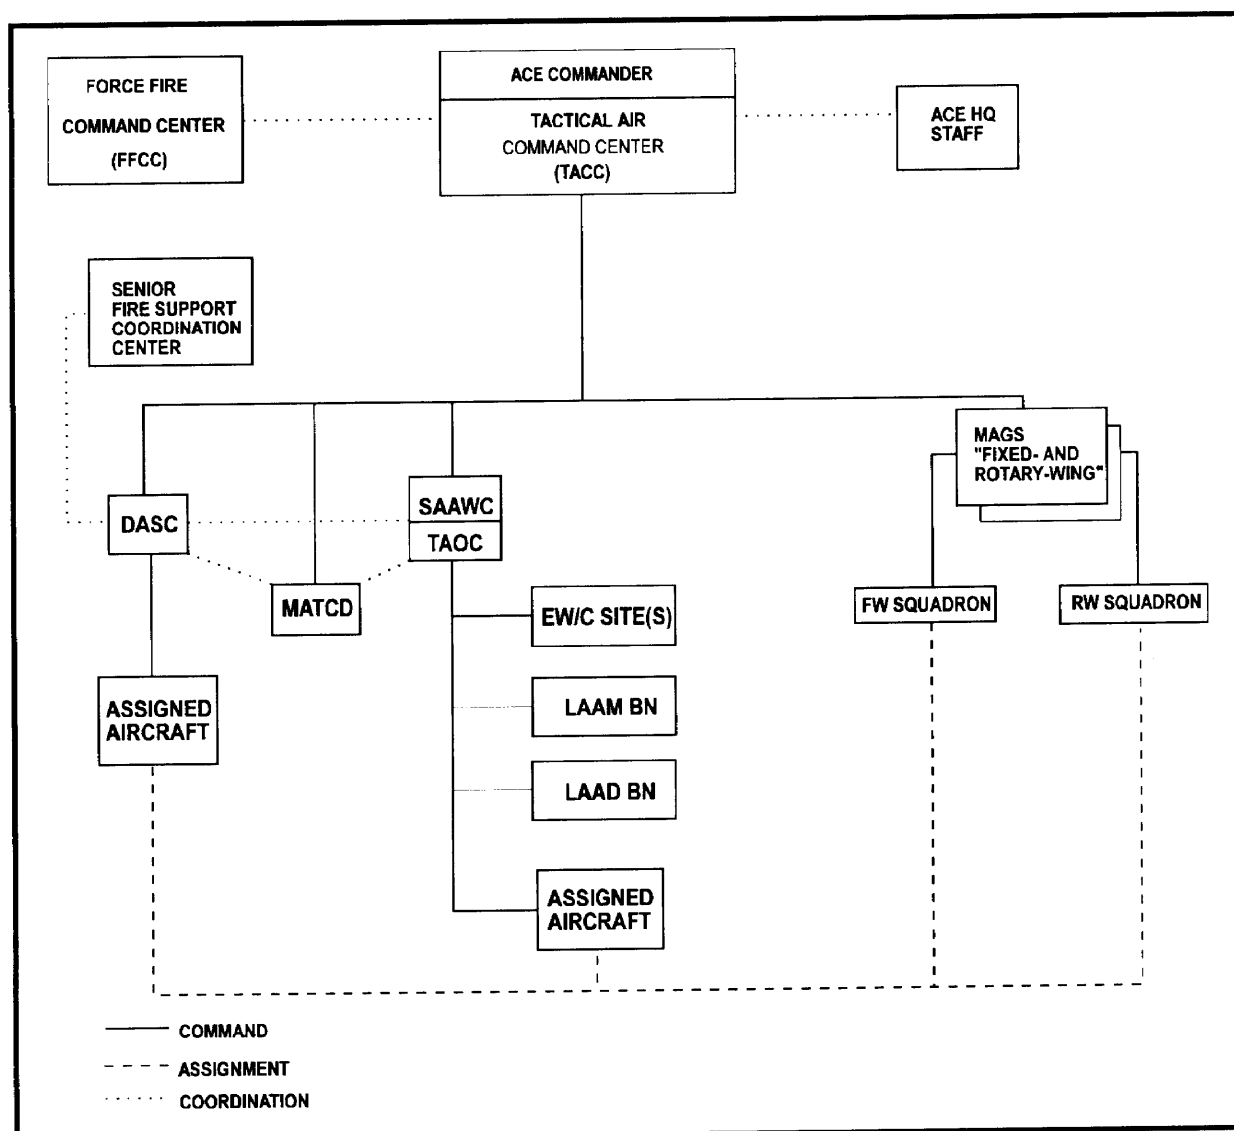 FORCE FIRE
COMMAND CENTER
(FFCC)
ACE COMMANDER
TACTICAL AIR
COMMAND CENTER
(TACC)
ACE HQ
STAFF
SENIOR
FIRE SUPPORT
COORDINATION
CENTER
MAGS
"FIXED- AND
ROTARY-WING"
DASC
SAAWC
TAOC
MATCD
EW/C SITE(S)
FW SQUADRON
RW SQUADRON
ASSIGNED
AIRCRAFT
LAAM BN
LAAD BN
ASSIGNED
AIRCRAFT
COMMAND
ASSIGNMENT
COORDINATION